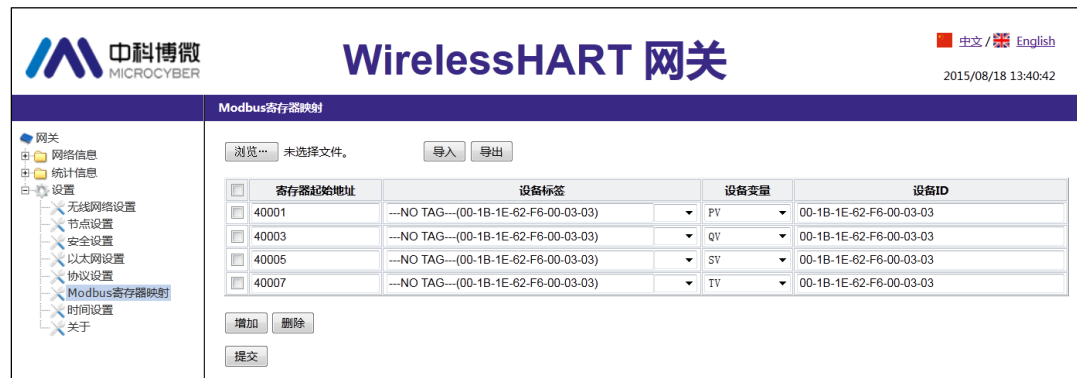 中科博微
MICROCYBER
WirelessHART 网关
中文 / English
2015/08/18 13:40:42
Modbus寄存器映射
网关
网络信息
统计信息
设置
无线网络设置
节点设置
安全设置
以太网设置
协议设置
Modbus寄存器映射
时间设置
关于
浏览… 未选择文件。 导入 导出
寄存器起始地址 设备标签 设备变量 设备ID
40001 ---NO TAG---(00-1B-1E-62-F6-00-03-03) PV 00-1B-1E-62-F6-00-03-03
40003 ---NO TAG---(00-1B-1E-62-F6-00-03-03) QV 00-1B-1E-62-F6-00-03-03
40005 ---NO TAG---(00-1B-1E-62-F6-00-03-03) SV 00-1B-1E-62-F6-00-03-03
40007 ---NO TAG---(00-1B-1E-62-F6-00-03-03) TV 00-1B-1E-62-F6-00-03-03
增加 删除
提交